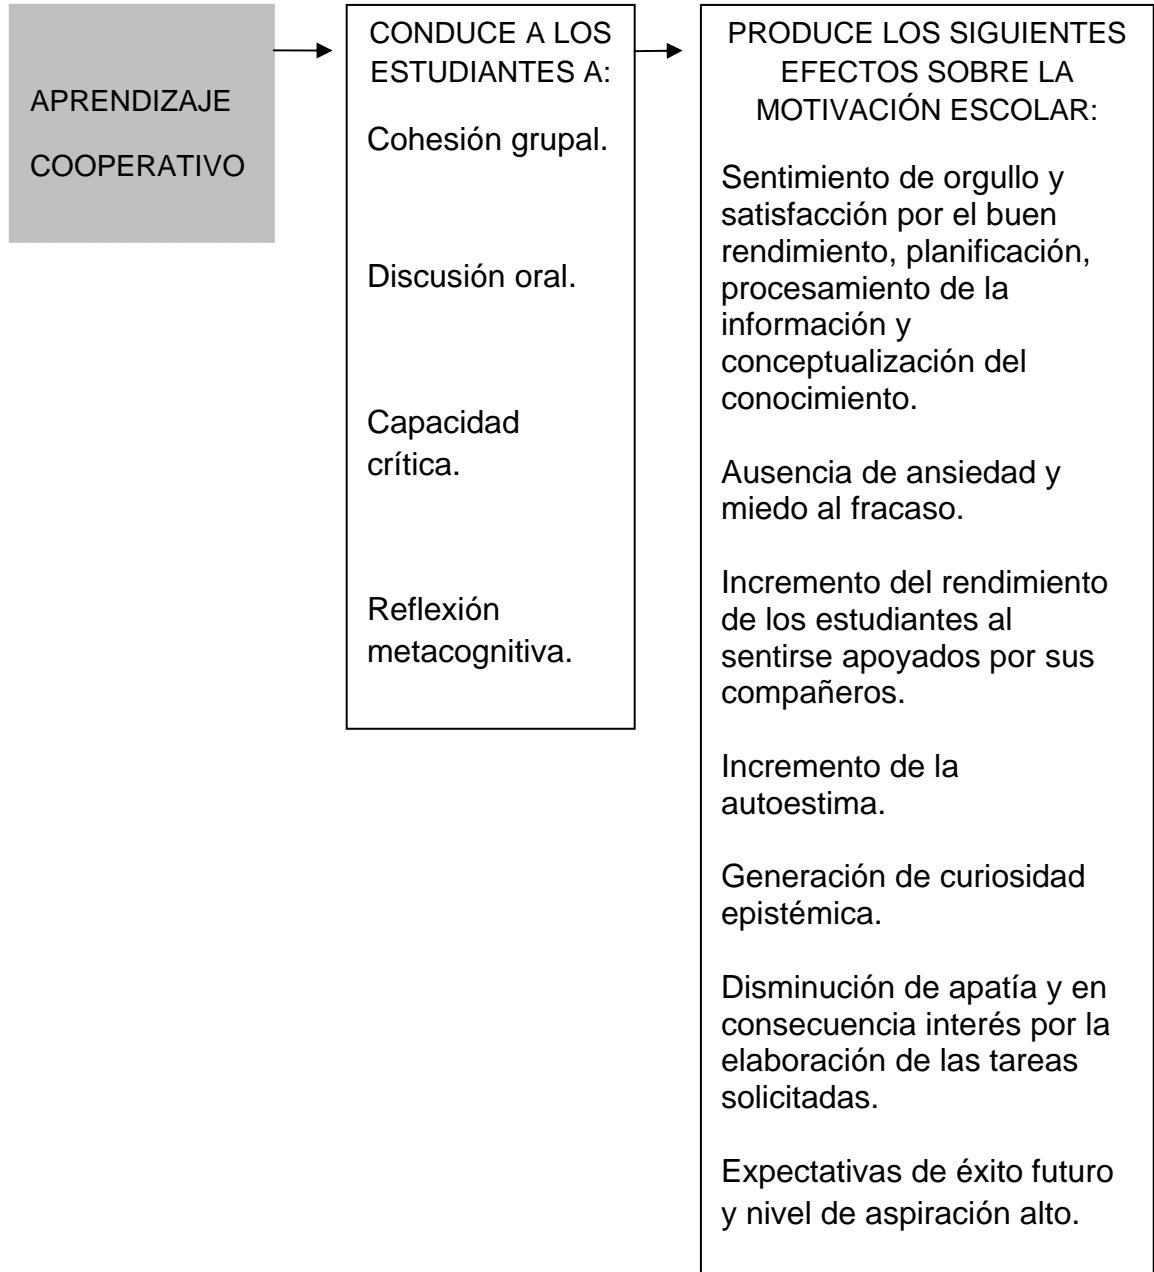 APRENDIZAJE
COOPERATIVO
CONDUCE A LOS
ESTUDIANTES A:
Cohesión grupal.
Discusión oral.
Capacidad
crítica.
Reflexión
metacognitiva.
PRODUCE LOS SIGUIENTES
EFECTOS SOBRE LA
MOTIVACIÓN ESCOLAR:
Sentimiento de orgullo y
satisfacción por el buen
rendimiento, planificación,
procesamiento de la
información y
conceptualización del
conocimiento.
Ausencia de ansiedad y
miedo al fracaso.
Incremento del rendimiento
de los estudiantes al
sentirse apoyados por sus
compañeros.
Incremento de la
autoestima.
Generación de curiosidad
epistémica.
Disminución de apatía y en
consecuencia interés por la
elaboración de las tareas
solicitadas.
Expectativas de éxito futuro
y nivel de aspiración alto.